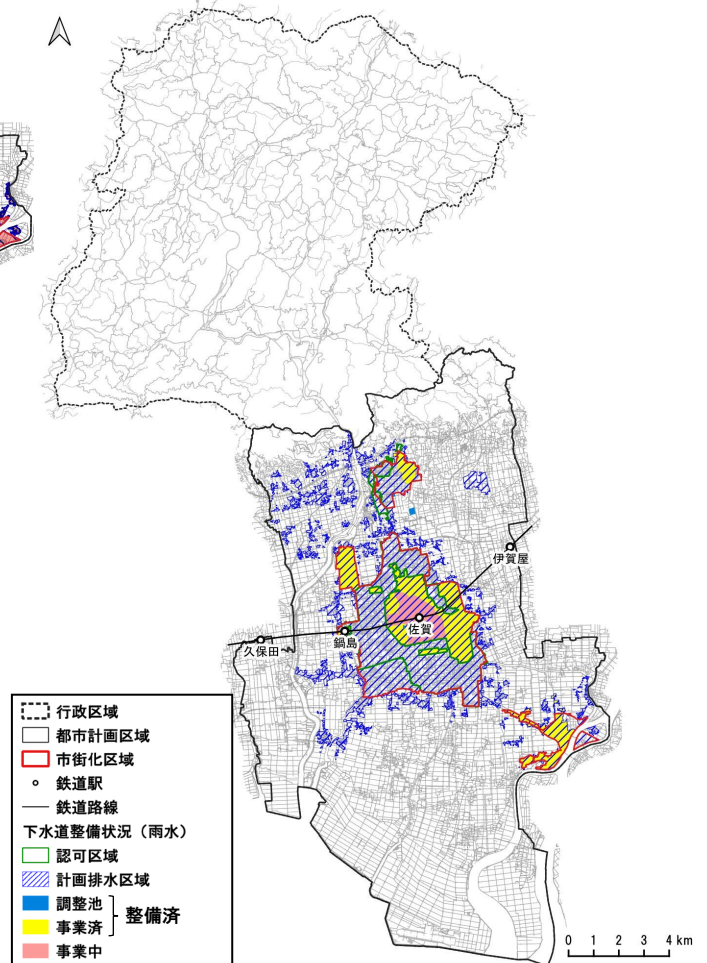 伊賀屋
佐賀
鍋島
久保田
行政区域
都市計画区域
市街化区域
鉄道駅
鉄道路線
下水道整備状況（雨水）
認可区域
計画排水区域
調整池
整備済
事業済
事業中
0 1 2 3 4 km